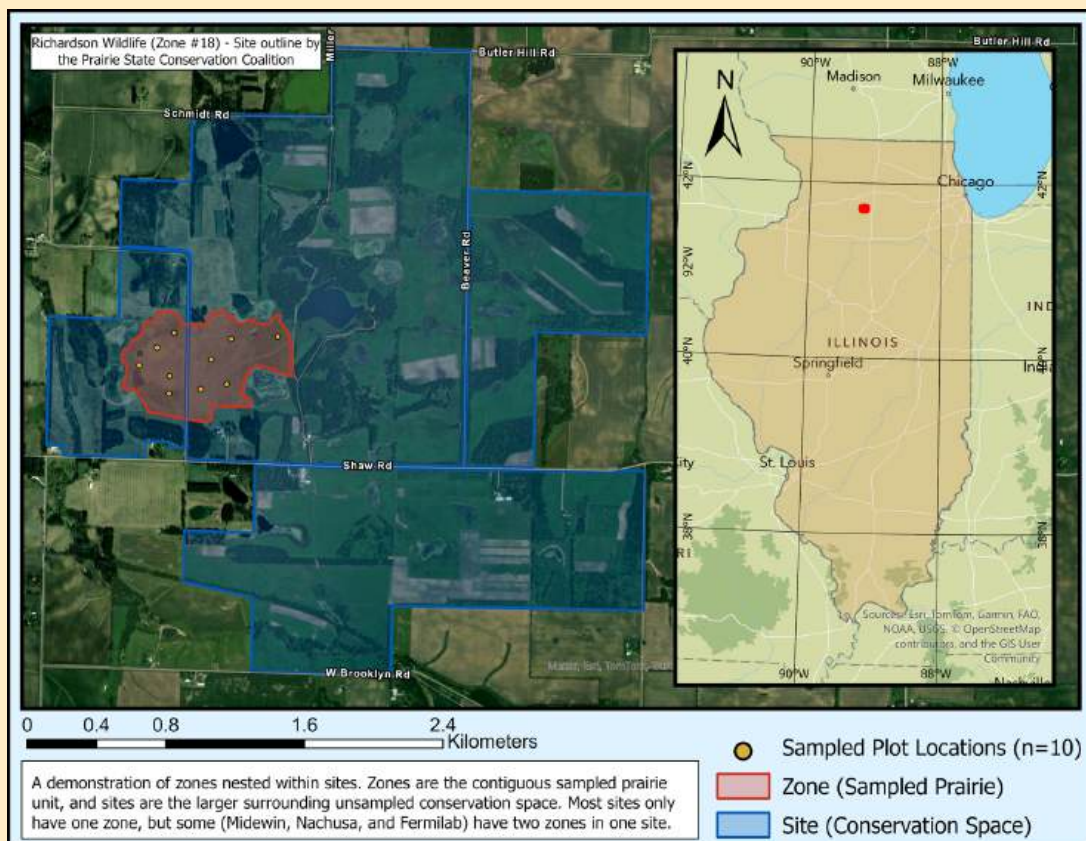 Richardson Wildlife (Zone #18) - Site outline by
the Prairie State Conservation Coalition
Miller
Butler Hill Rd
Butler Hill Rd
Schmidt Rd
Beaver Rd
Shaw Rd
W Brooklyn Rd
N
90°W
88°W
Madison
Milwaukee
42°N
Chicago
42°N
92°W
IND
ILLINOIS
40°N
Springfield
40°N
St. Louis
38°N
38°N
RI
Sources: Esri, TomTom, Garmin, FAO,
NOAA, USGS, © OpenStreetMap
contributors, and the GIS User
Community
90°W
88°W
Nashville
0
0.4
0.8
1.6
2.4
Kilometers
A demonstration of zones nested within sites. Zones are the contiguous sampled prairie
unit, and sites are the larger surrounding unsampled conservation space. Most sites only
have one zone, but some (Midewin, Nachusa, and Fermilab) have two zones in one site.
Sampled Plot Locations (n=10)
Zone (Sampled Prairie)
Site (Conservation Space)